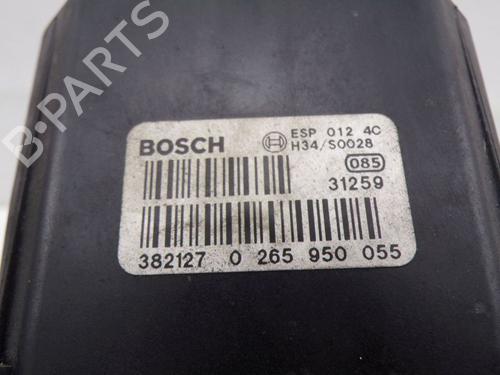 B-PARTS
BOSCH ESP 012 4C
H34/S0028
085
31259
382127 0 265 950 055